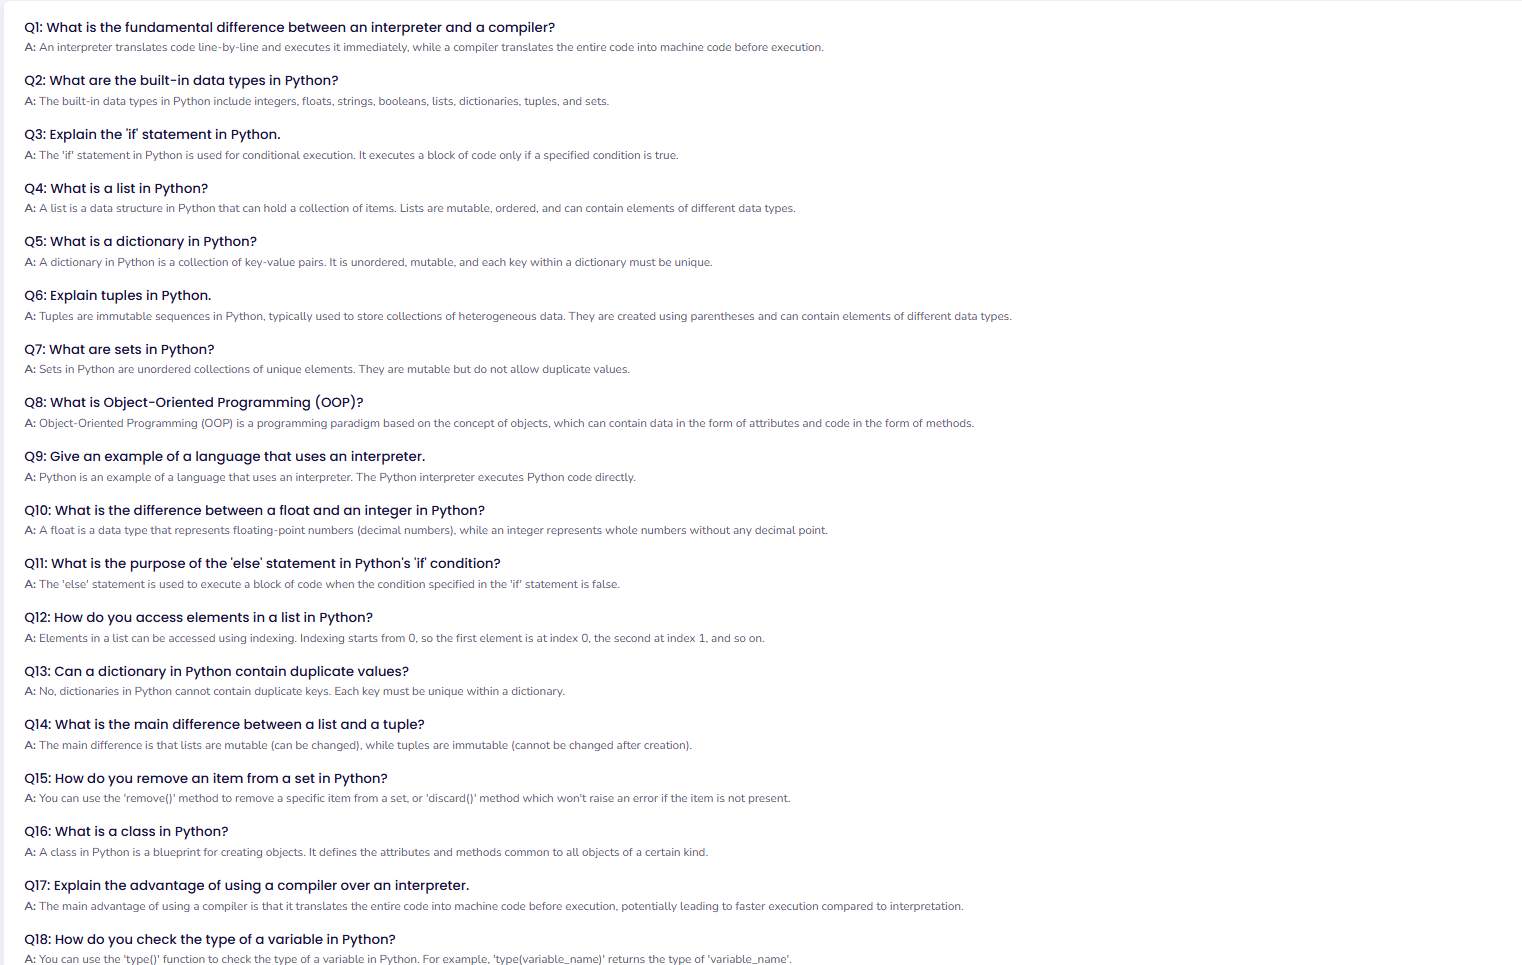 Q1: What is the fundamental difference between an interpreter and a compiler?
A: An interpreter translates code line-by-line and executes it immediately, while a compiler translates the entire code into machine code before execution.
Q2: What are the built-in data types in Python?
A: The built-in data types in Python include integers, floats, strings, booleans, lists, dictionaries, tuples, and sets.
Q3: Explain the 'if' statement in Python.
A: The 'if' statement in Python is used for conditional execution. It executes a block of code only if a specified condition is true.
Q4: What is a list in Python?
A: A list is a data structure in Python that can hold a collection of items. Lists are mutable, ordered, and can contain elements of different data types.
Q5: What is a dictionary in Python?
A: A dictionary in Python is a collection of key-value pairs. It is unordered, mutable, and each key within a dictionary must be unique.
Q6: Explain tuples in Python.
A: Tuples are immutable sequences in Python, typically used to store collections of heterogeneous data. They are created using parentheses and can contain elements of different data types.
Q7: What are sets in Python?
A: Sets in Python are unordered collections of unique elements. They are mutable but do not allow duplicate values.
Q8: What is Object-Oriented Programming (OOP)?
A: Object-Oriented Programming (OOP) is a programming paradigm based on the concept of objects, which can contain data in the form of attributes and code in the form of methods.
Q9: Give an example of a language that uses an interpreter.
A: Python is an example of a language that uses an interpreter. The Python interpreter executes Python code directly.
Q10: What is the difference between a float and an integer in Python?
A: A float is a data type that represents floating-point numbers (decimal numbers), while an integer represents whole numbers without any decimal point.
Q11: What is the purpose of the 'else' statement in Python's 'if' condition?
A: The 'else' statement is used to execute a block of code when the condition specified in the 'if' statement is false.
Q12: How do you access elements in a list in Python?
A: Elements in a list can be accessed using indexing. Indexing starts from 0, so the first element is at index 0, the second at index 1, and so on.
Q13: Can a dictionary in Python contain duplicate values?
A: No, dictionaries in Python cannot contain duplicate keys. Each key must be unique within a dictionary.
Q14: What is the main difference between a list and a tuple?
A: The main difference is that lists are mutable (can be changed), while tuples are immutable (cannot be changed after creation).
Q15: How do you remove an item from a set in Python?
A: You can use the 'remove()' method to remove a specific item from a set, or 'discard()' method which won't raise an error if the item is not present.
Q16: What is a class in Python?
A: A class in Python is a blueprint for creating objects. It defines the attributes and methods common to all objects of a certain kind.
Q17: Explain the advantage of using a compiler over an interpreter.
A: The main advantage of using a compiler is that it translates the entire code into machine code before execution, potentially leading to faster execution compared to interpretation.
Q18: How do you check the type of a variable in Python?
A: You can use the 'type()' function to check the type of a variable in Python. For example, 'type(variable_name)' returns the type of 'variable_name'.